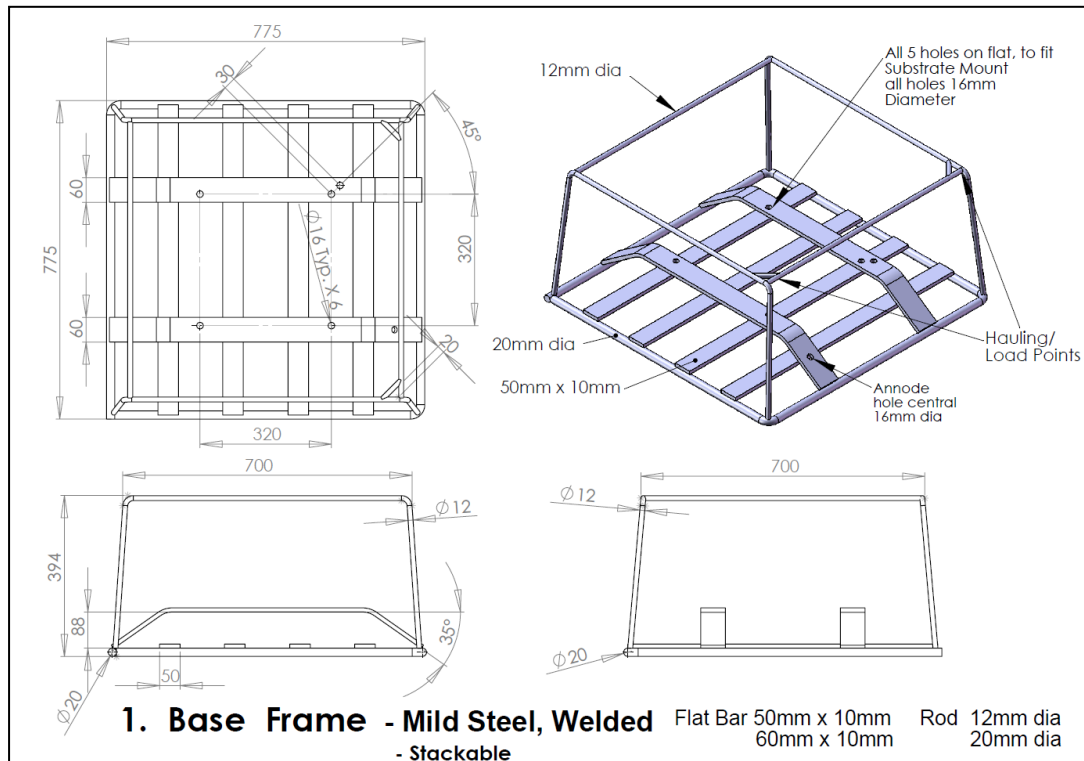 775
30
45°
60
775
60
Ø16 Typ. X 6
320
20
320
12mm dia
All 5 holes on flat, to fit
Substrate Mount
all holes 16mm
Diameter
20mm dia
50mm x 10mm
Hauling/
Load Points
Annode
hole central
16mm dia
700
Ø12
394
88
35°
50
Ø20
700
Ø12
Ø20
1. Base Frame - Mild Steel, Welded
- Stackable
Flat Bar 50mm x 10mm Rod 12mm dia
60mm x 10mm 20mm dia